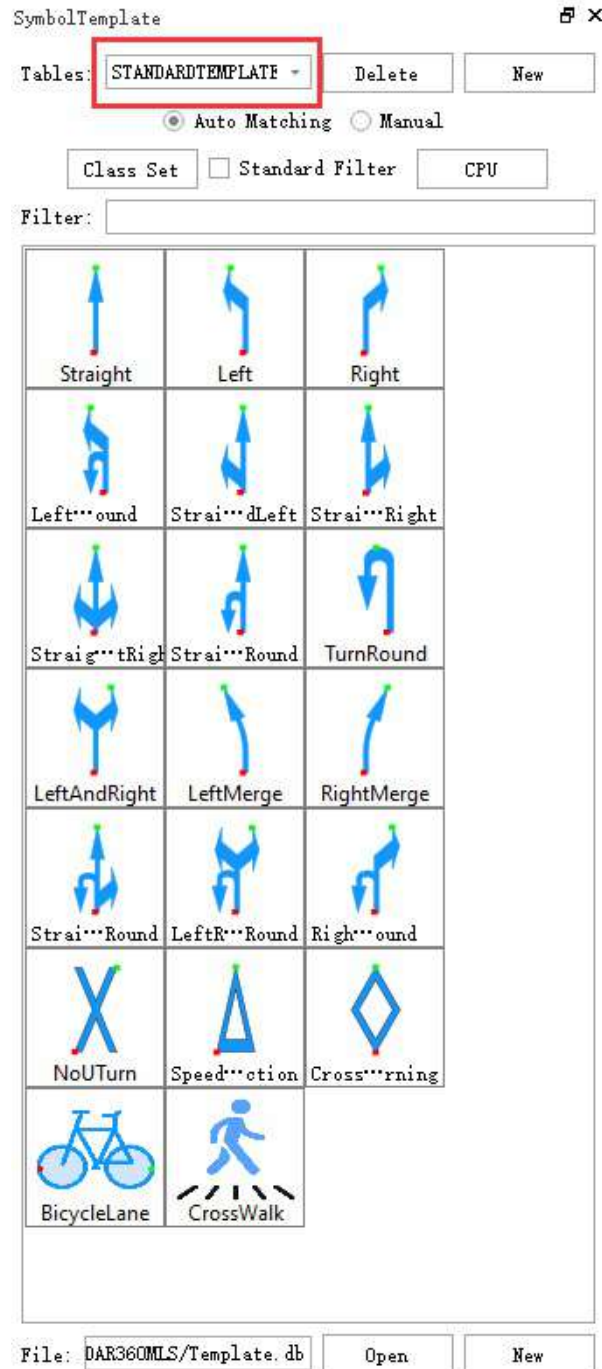 SymbolTemplate
Tables: STANDARDTEMPLATE Delete New
Auto Matching Manual
Class Set Standard Filter CPU
Filter:
Straight Left Right
Left···ound Strai···dLeft Strai···Right
Straig···tRigh Strai···Round TurnRound
LeftAndRight LeftMerge RightMerge
Strai···Round LeftR···Round Righ···ound
NoUTurn Speed···ction Cross···rning
BicycleLane CrossWalk
File: DAR360MLS/Template.db Open New